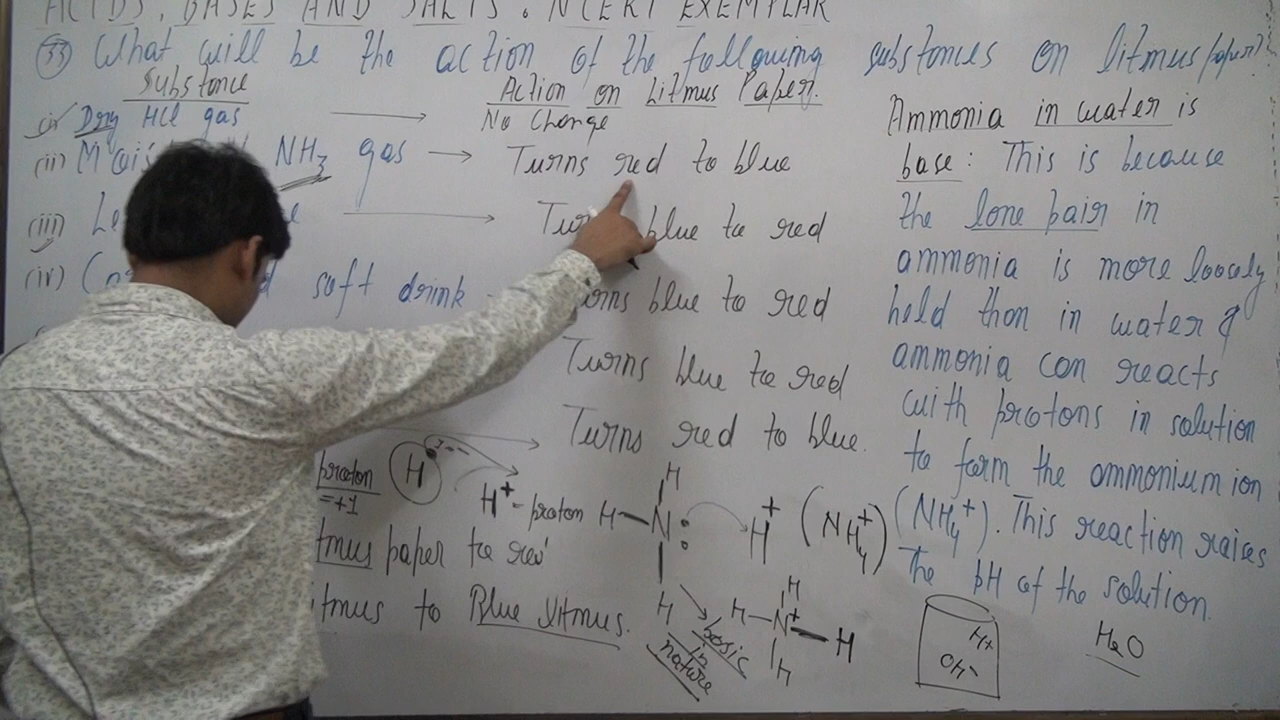 ACIDS, BASES AND SALTS. NCERT EXEMPLAR
(33) What will be the action of the following substances on litmus paper?
Substance
Action on Litmus Paper.
(i) Dry HCl gas → No Change
(ii) NH3 gas → Turns red to blue
(iii) → blue to red
(iv) soft drink blue to red
Turns blue to red
→ Turns red to blue.
Ammonia in water is
base: This is because
the lone pair in
ammonia is more loosely
held than in water &
ammonia can reacts
with protons in solution
to form the ammonium ion
(NH4+). This reaction raises
The pH of the solution.
proton
=+1
H
H+ - proton
H
H-N: H+ (NH4+)
H
paper to
to Blue litmus.
basic
in
nature
H
H-N+-H
H
H+
OH-
H2O